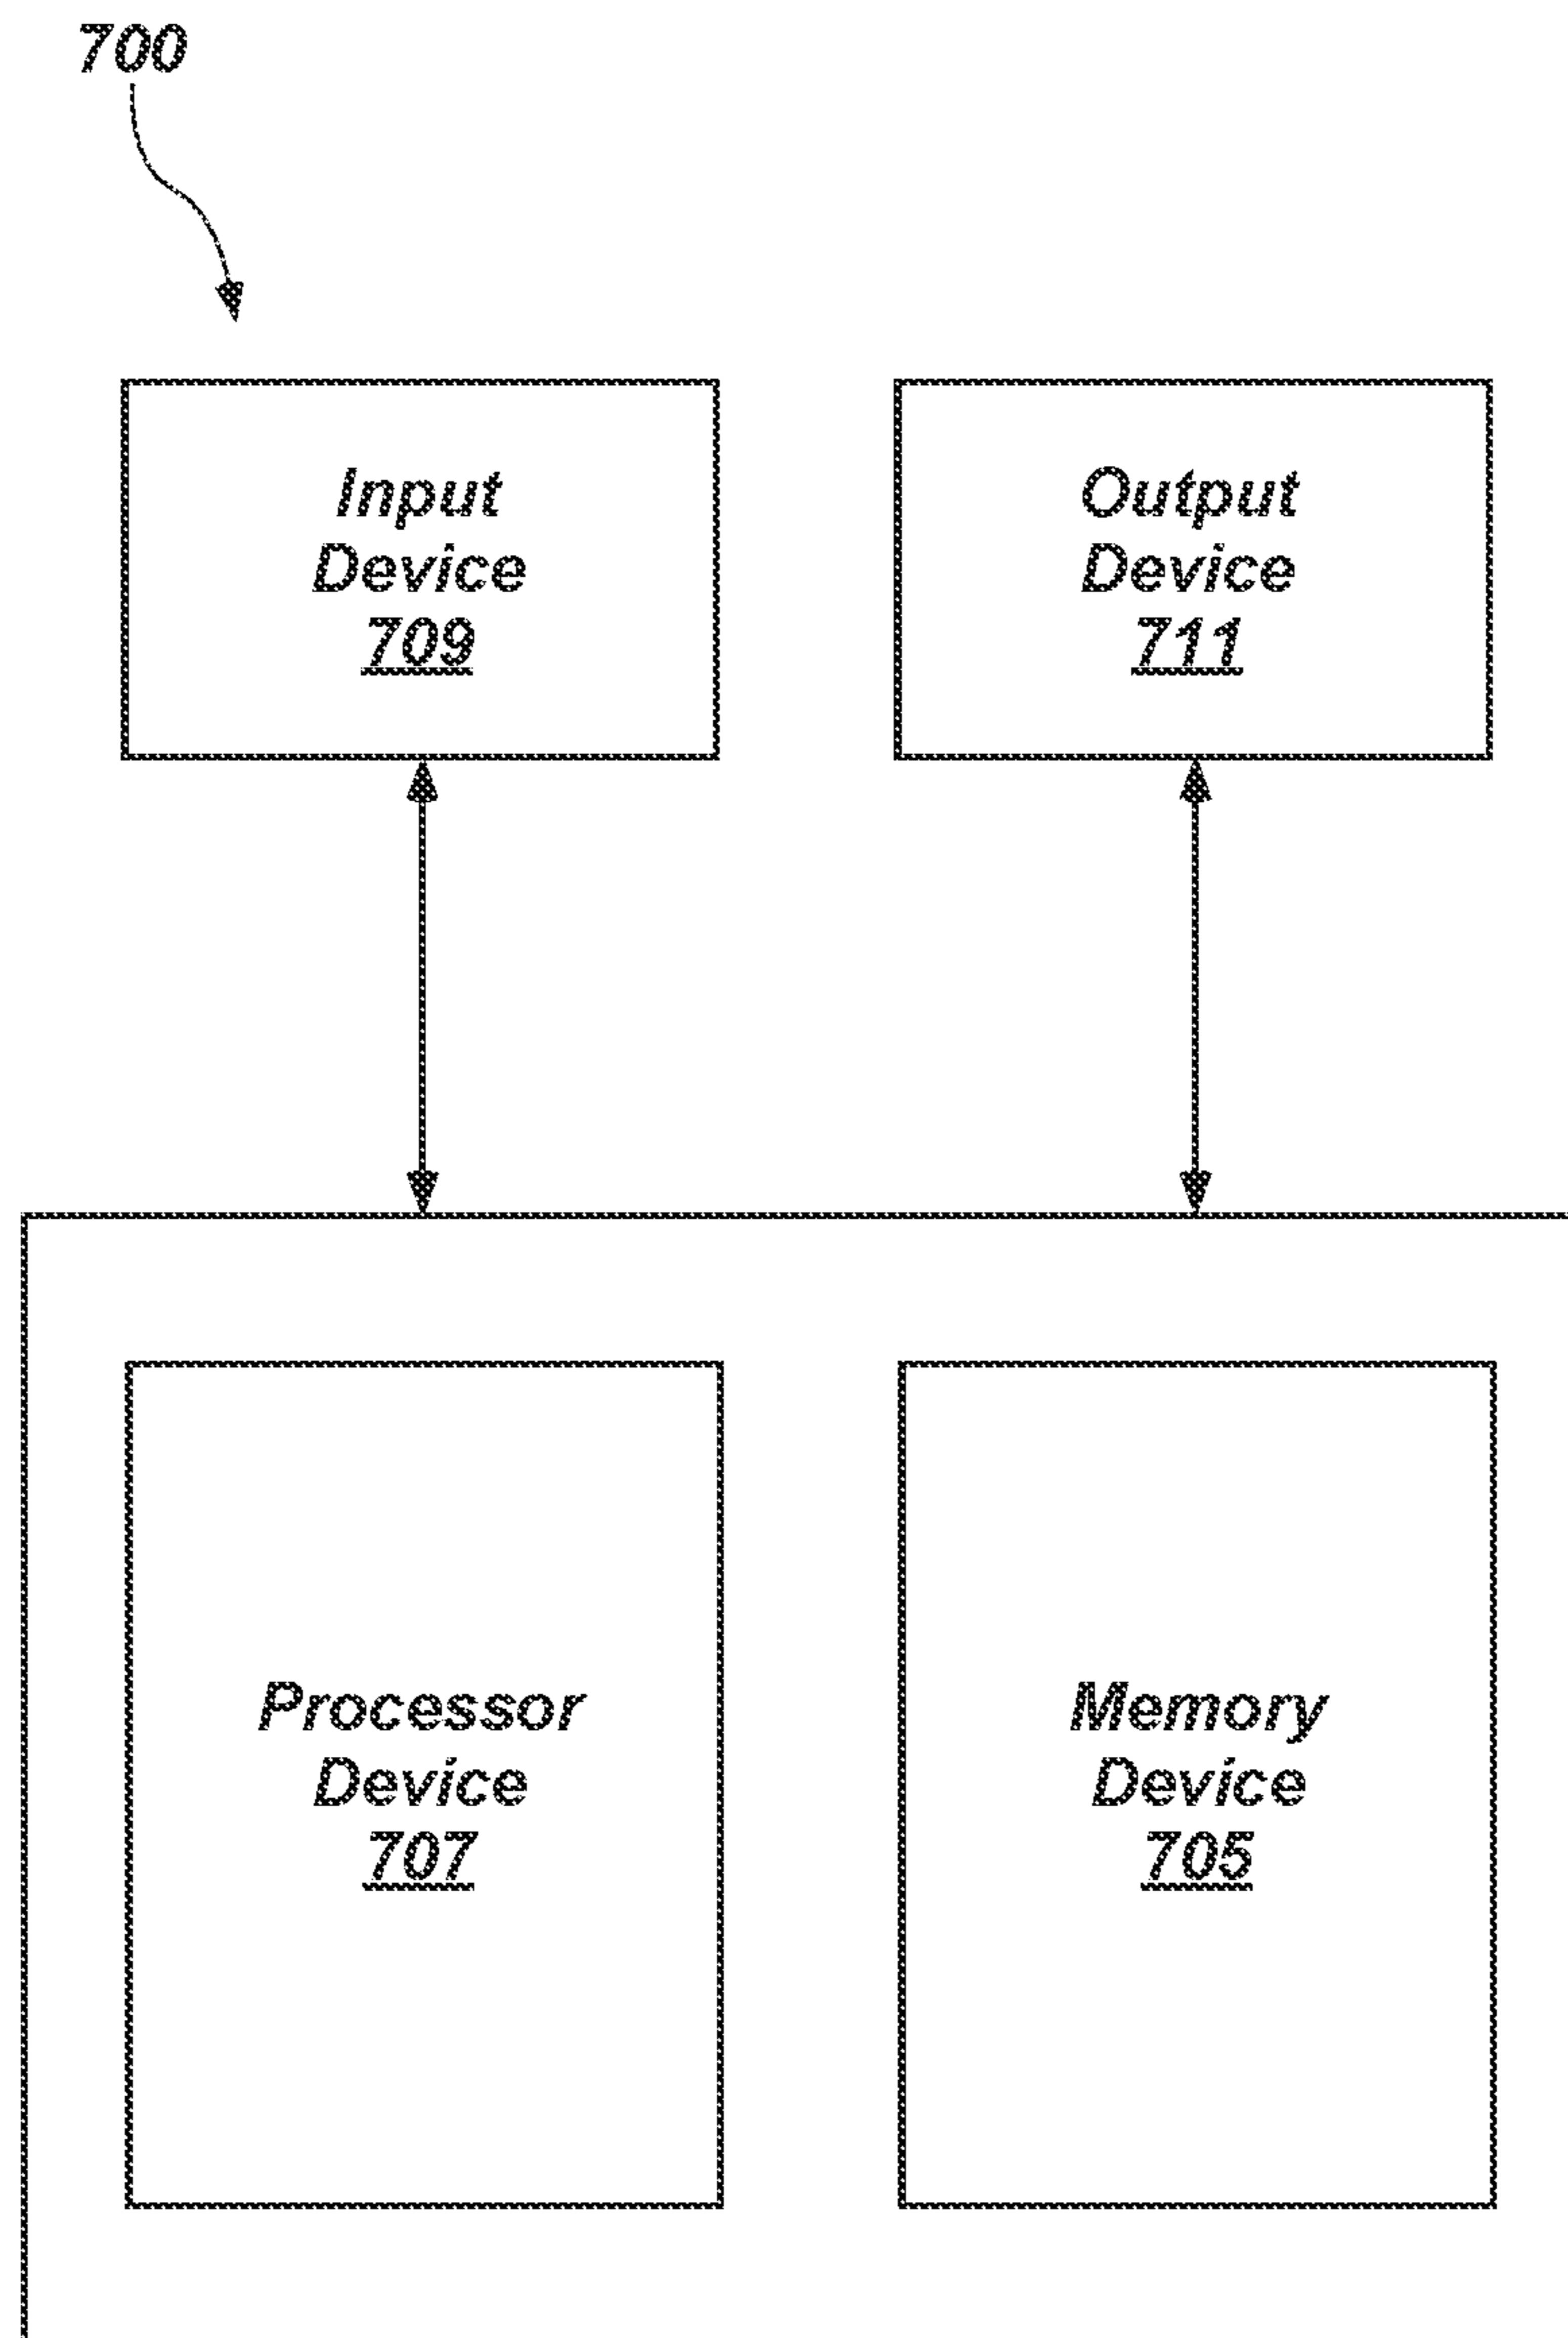 700
Input
Device
709
Output
Device
711
Processor
Device
707
Memory
Device
705